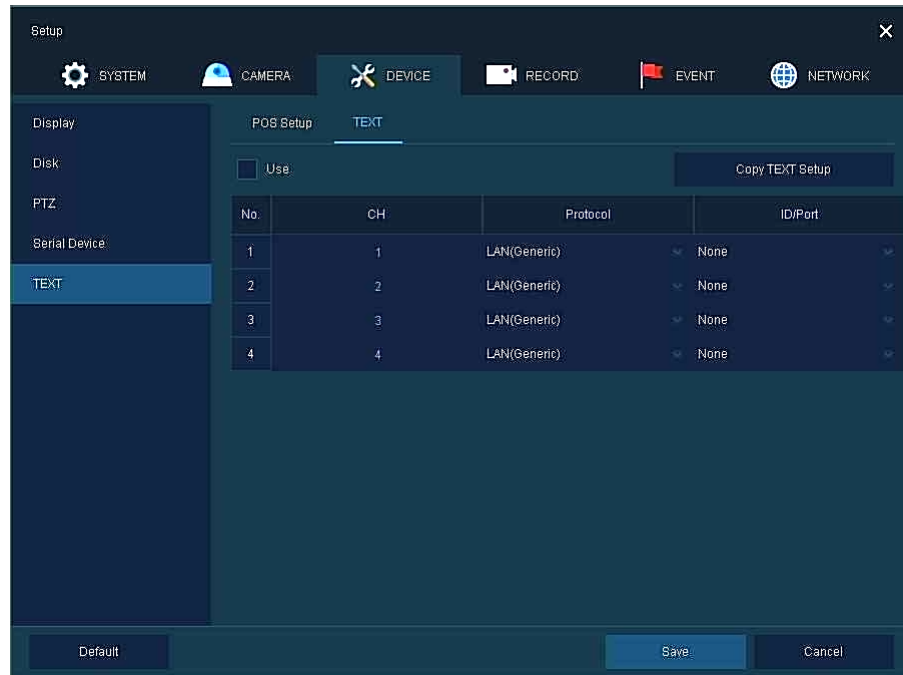 Setup
SYSTEM CAMERA DEVICE RECORD EVENT NETWORK
Display
Disk
PTZ
Serial Device
TEXT
POS Setup TEXT
Use Copy TEXT Setup
No. CH Protocol ID/Port
1 1 LAN(Generic) None
2 2 LAN(Generic) None
3 3 LAN(Generic) None
4 4 LAN(Generic) None
Default Save Cancel